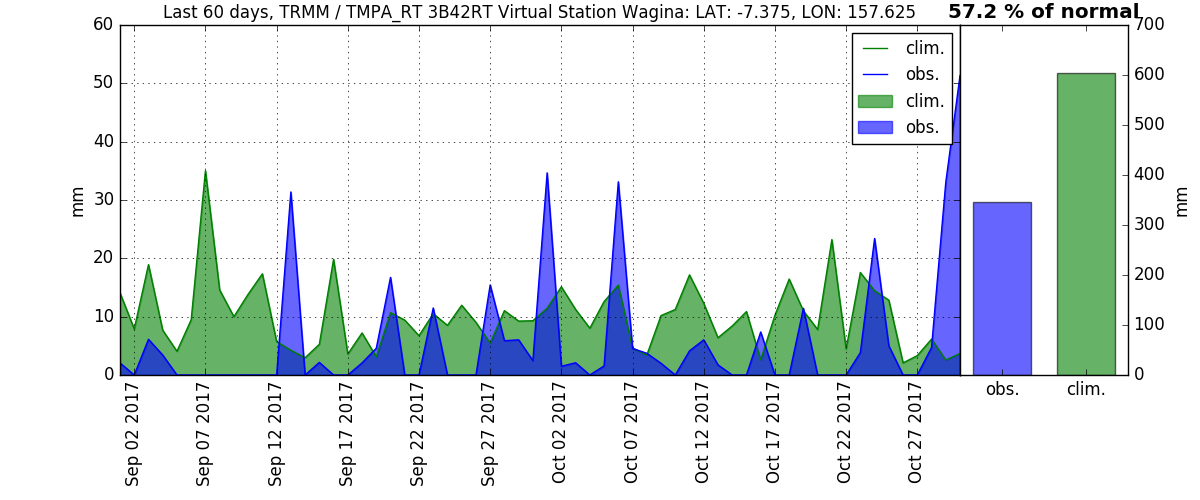 Last 60 days, TRMM / TMPA_RT 3B42RT Virtual Station Wagina: LAT: -7.375, LON: 157.625
57.2 % of normal
mm
60
50
40
30
20
10
0
clim.
obs.
clim.
obs.
Sep 02 2017
Sep 07 2017
Sep 12 2017
Sep 17 2017
Sep 22 2017
Sep 27 2017
Oct 02 2017
Oct 07 2017
Oct 12 2017
Oct 17 2017
Oct 22 2017
Oct 27 2017
obs.
clim.
700
600
500
400
300
200
100
0
mm